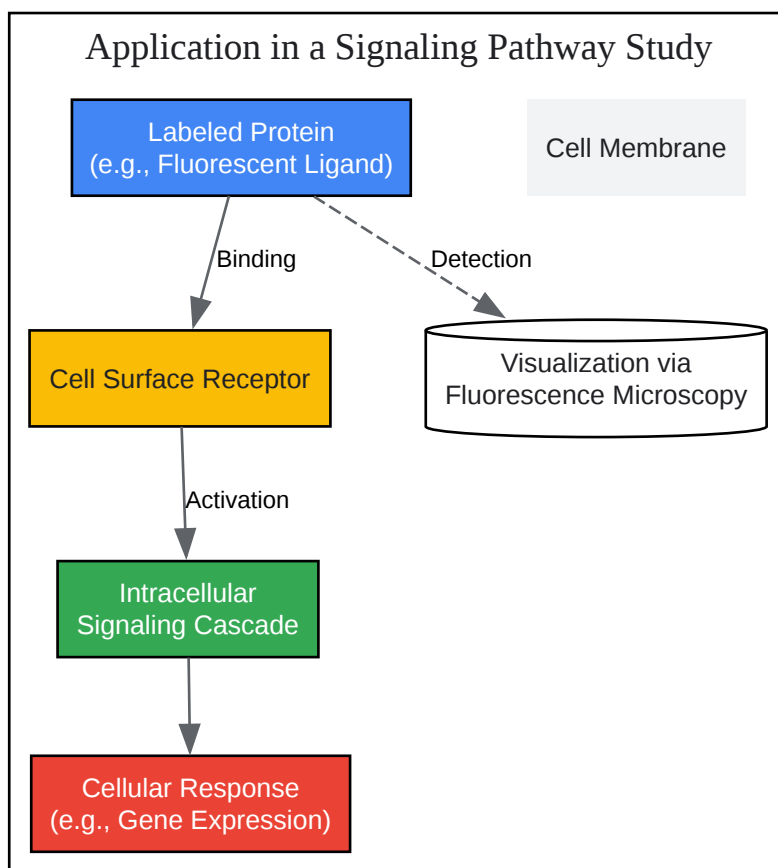 Application in a Signaling Pathway Study
Labeled Protein
(e.g., Fluorescent Ligand)
Cell Membrane
Binding
Detection
Cell Surface Receptor
Visualization via
Fluorescence Microscopy
Activation
Intracellular
Signaling Cascade
Cellular Response
(e.g., Gene Expression)